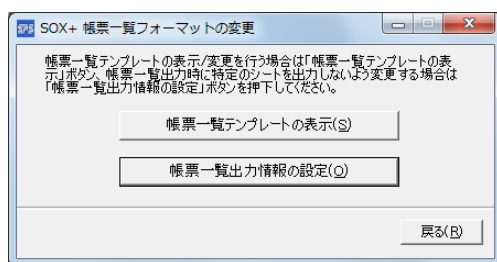 SPS SOX+ 帳票一覧フォーマットの変更
帳票一覧テンプレートの表示/変更を行う場合は「帳票一覧テンプレートの表
示」ボタン、帳票一覧出力時に特定のシートを出力しないよう変更する場合は
「帳票一覧出力情報の設定」ボタンを押下してください。
帳票一覧テンプレートの表示(S)
帳票一覧出力情報の設定(O)
戻る(R)